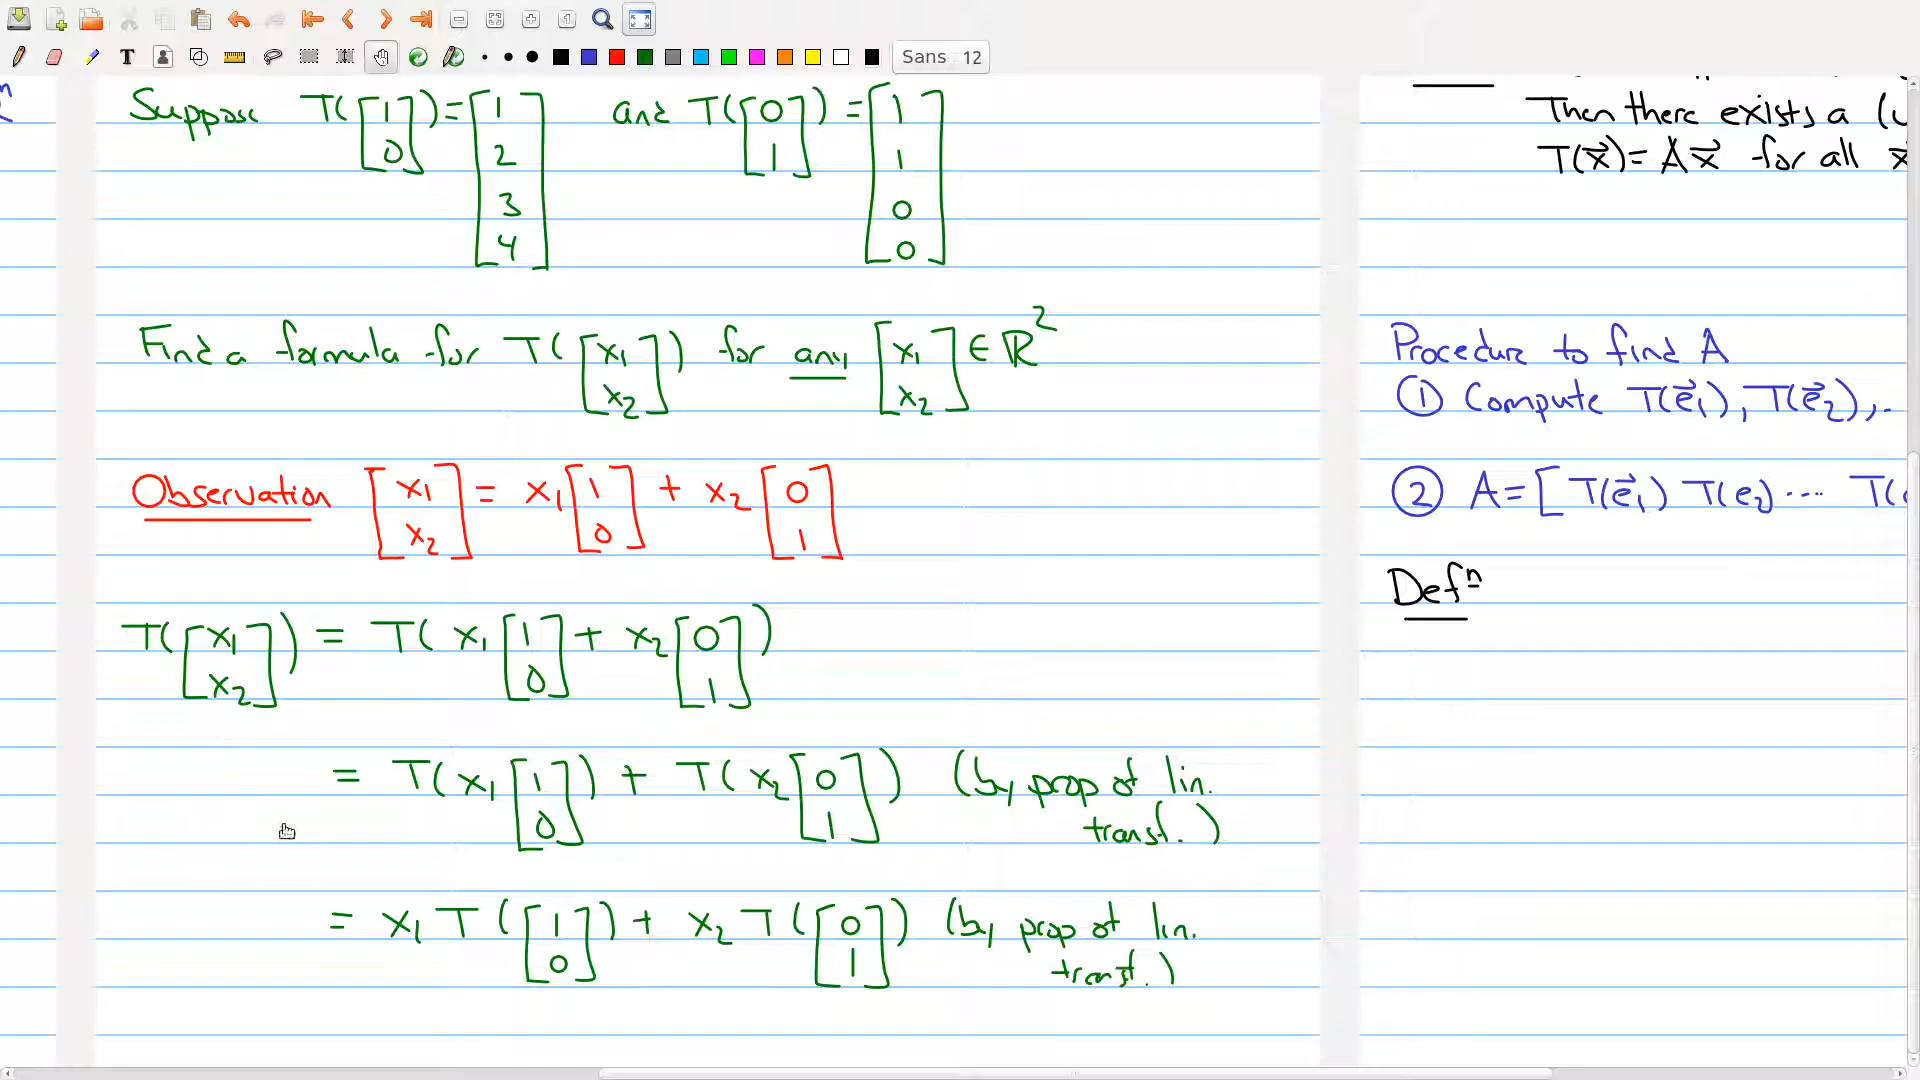 Sans 12
n
Suppose T([1 0]) = [1 2 3 4] and T([0 1]) = [1 1 0 0]
Find a formula for T([x₁ x₂]) for any [x₁ x₂] ∈ ℝ²
Observation [x₁ x₂] = x₁[1 0] + x₂[0 1]
T([x₁ x₂]) = T(x₁[1 0] + x₂[0 1])
= T(x₁[1 0]) + T(x₂[0 1]) (by prop of lin.
transf.)
= x₁ T([1 0]) + x₂ T([0 1]) (by prop of lin.
transf.)
Then there exists a (
T(x⃗) = Ax⃗ for all x⃗
Procedure to find A
① Compute T(e⃗₁), T(e⃗₂), ..
② A = [T(e⃗₁) T(e₂) ... T(
Defⁿ